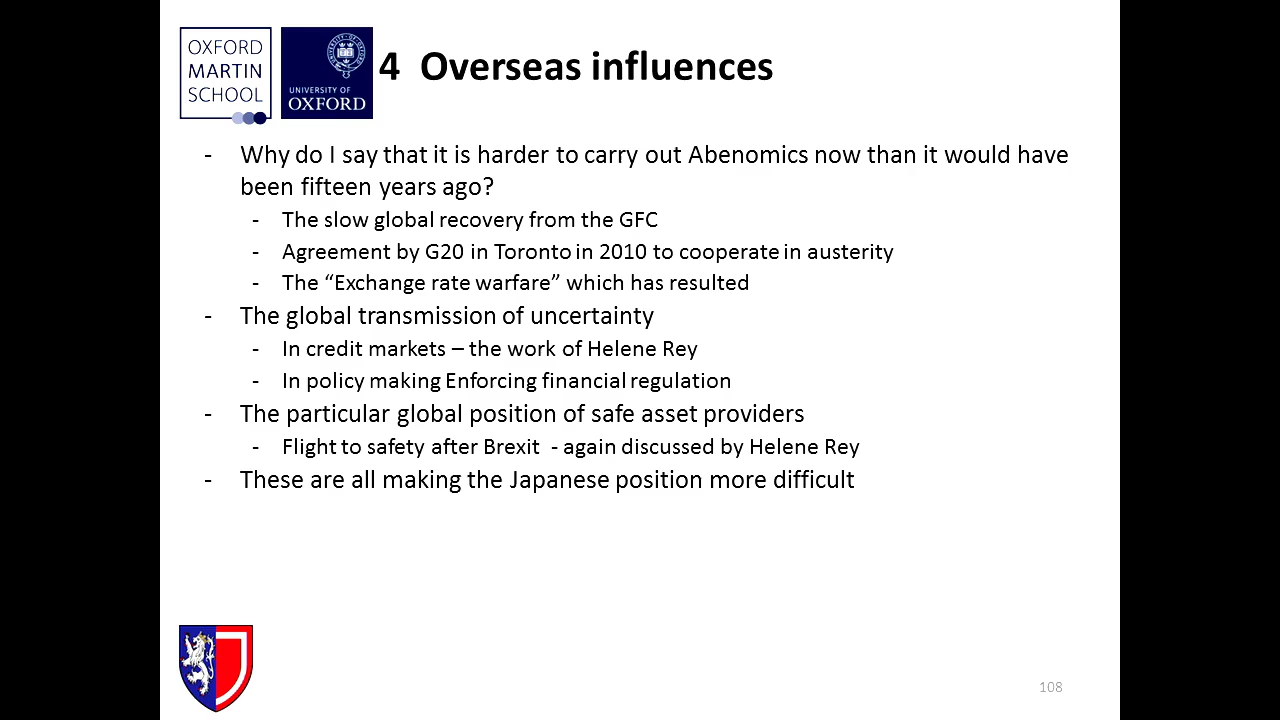 OXFORD
MARTIN
SCHOOL
UNIVERSITY OF
OXFORD
4 Overseas influences
- Why do I say that it is harder to carry out Abenomics now than it would have
been fifteen years ago?
- The slow global recovery from the GFC
- Agreement by G20 in Toronto in 2010 to cooperate in austerity
- The “Exchange rate warfare” which has resulted
- The global transmission of uncertainty
- In credit markets – the work of Helene Rey
- In policy making Enforcing financial regulation
- The particular global position of safe asset providers
- Flight to safety after Brexit - again discussed by Helene Rey
- These are all making the Japanese position more difficult
108